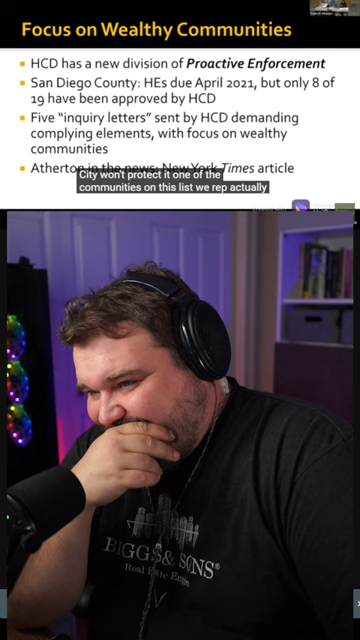 Focus on Wealthy Communities
HCD has a new division of Proactive Enforcement
San Diego County: HEs due April 2021, but only 8 of
19 have been approved by HCD
Five “inquiry letters” sent by HCD demanding
complying elements, with focus on wealthy
communities
Atherton in the news: New York Times article
City won't protect it one of the
communities on this list we rep actually
BIGGS & SONS®
Real Estate